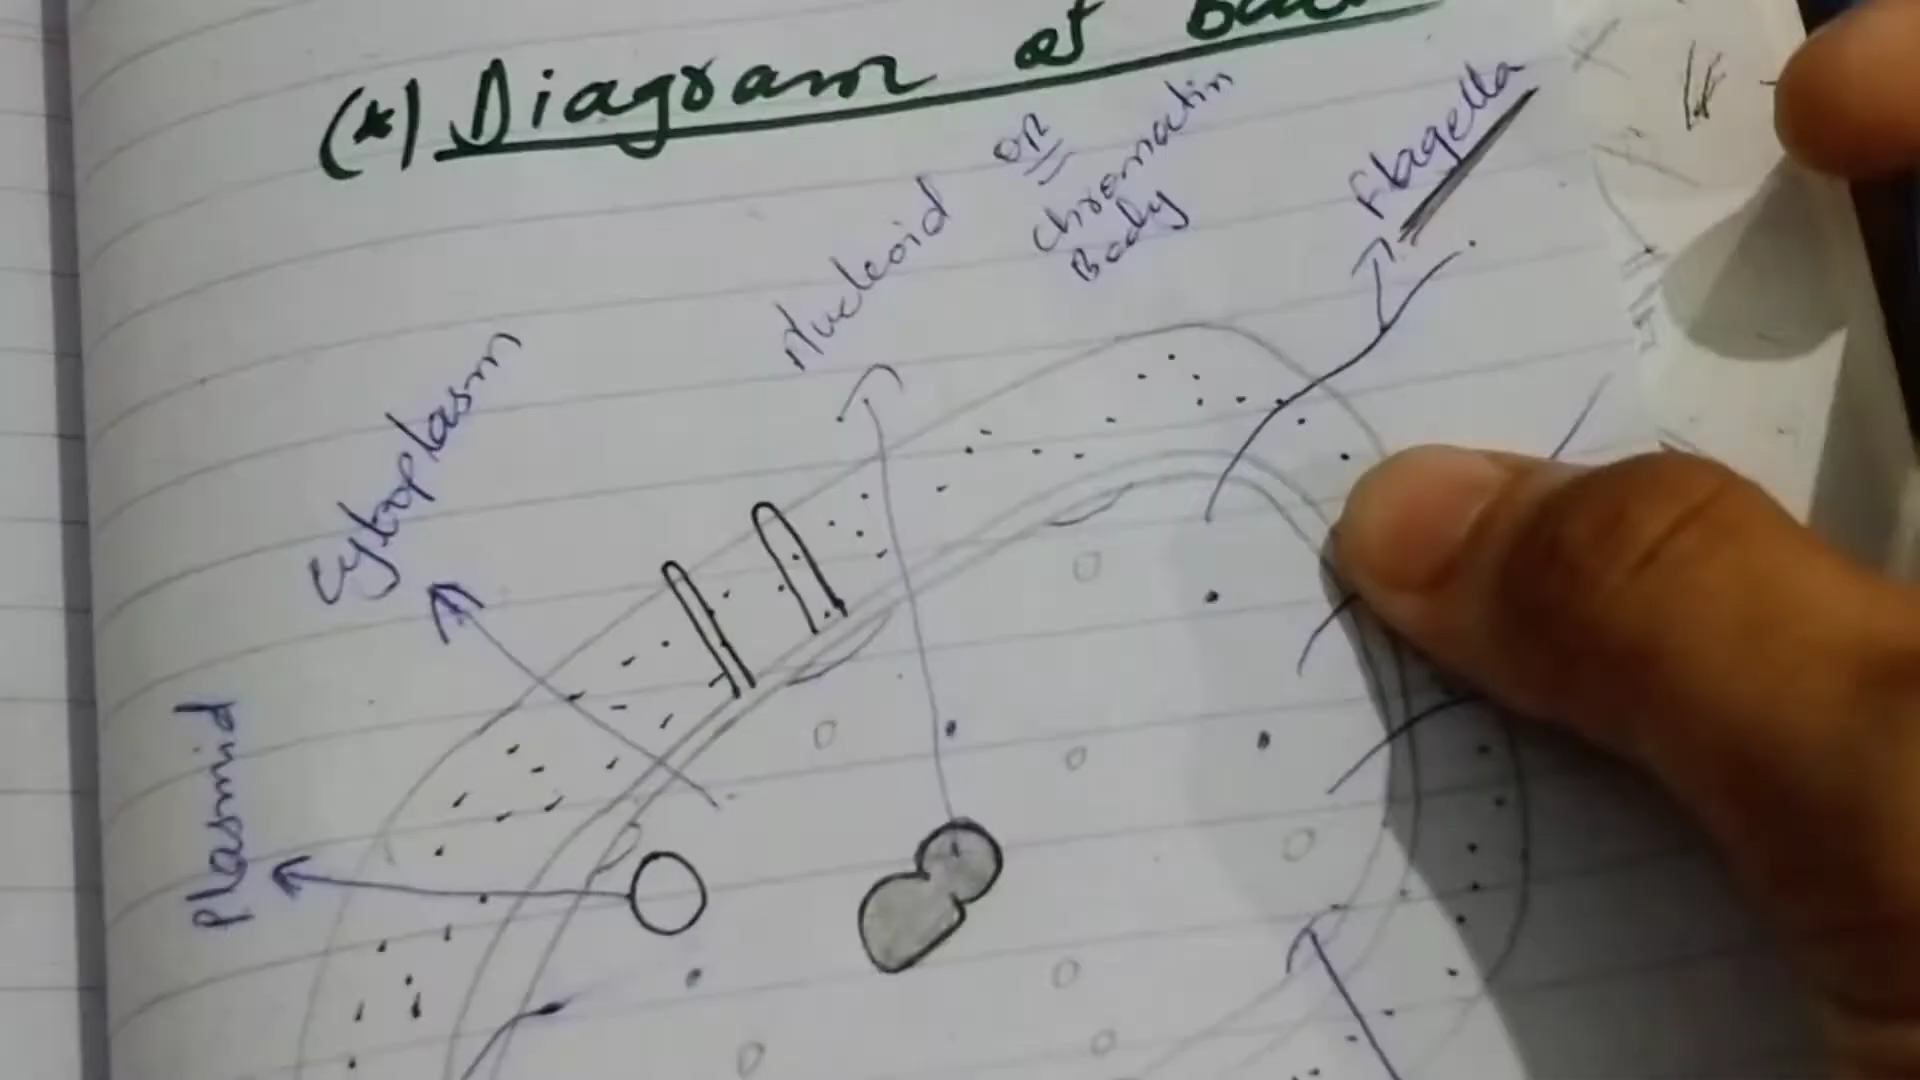 (*) Diagram of
Nucleoid OR
Chromatin
Body
Flagella
Cytoplasm
Plasmid